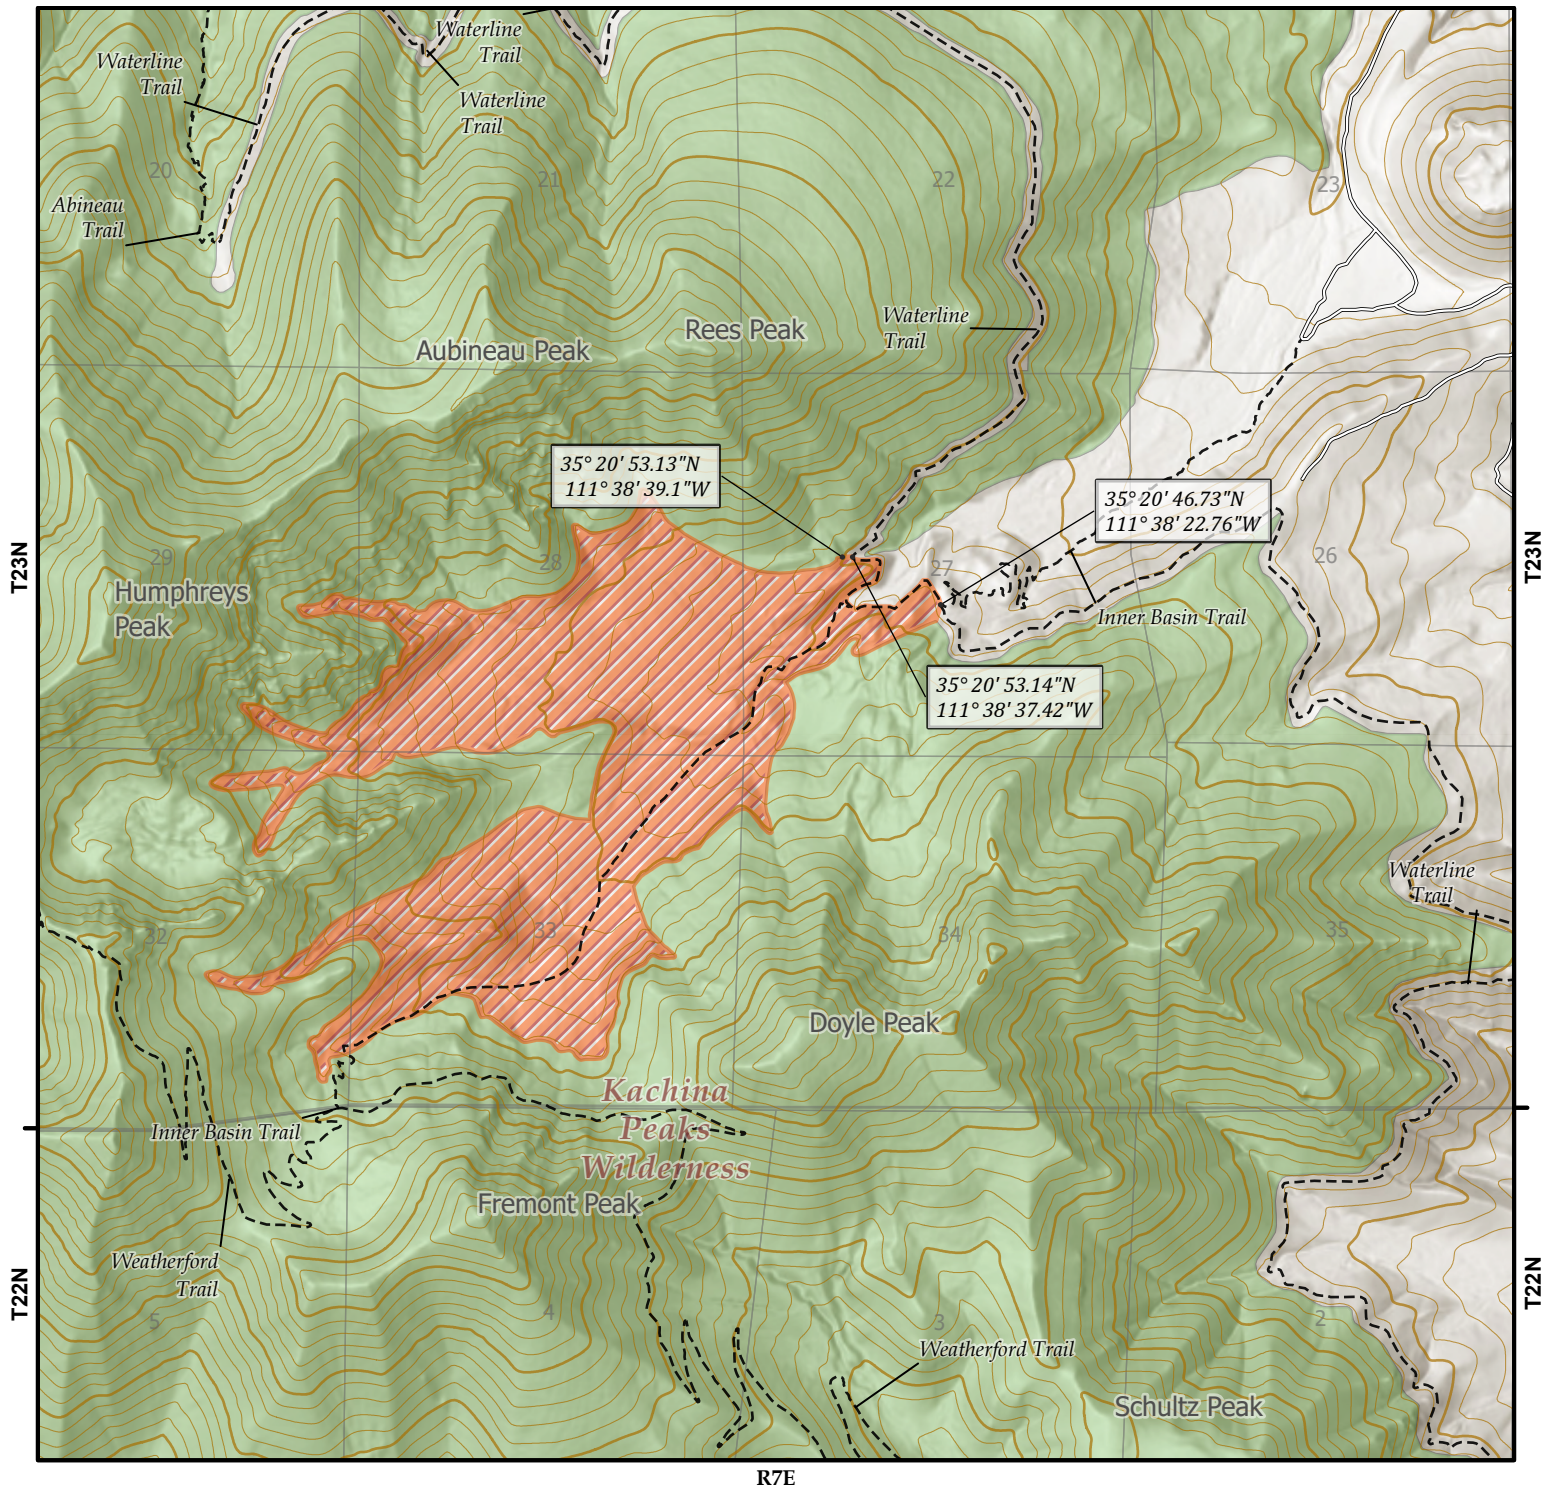 Waterline
Trail
Waterline
Trail
Waterline
Trail
20
21
22
23
Abineau
Trail
Waterline
Trail
Rees Peak
Aubineau Peak
35° 20' 53.13"N
111° 38' 39.1"W
35° 20' 46.73"N
111° 38' 22.76"W
T23N
T23N
29
28
27
26
Humphreys
Peak
Inner Basin Trail
35° 20' 53.14"N
111° 38' 37.42"W
Waterline
Trail
32
33
34
35
Doyle Peak
Kachina
Peaks
Wilderness
Inner Basin Trail
Fremont Peak
Weatherford
Trail
T22N
T22N
5
4
3
2
Weatherford Trail
Schultz Peak
R7E